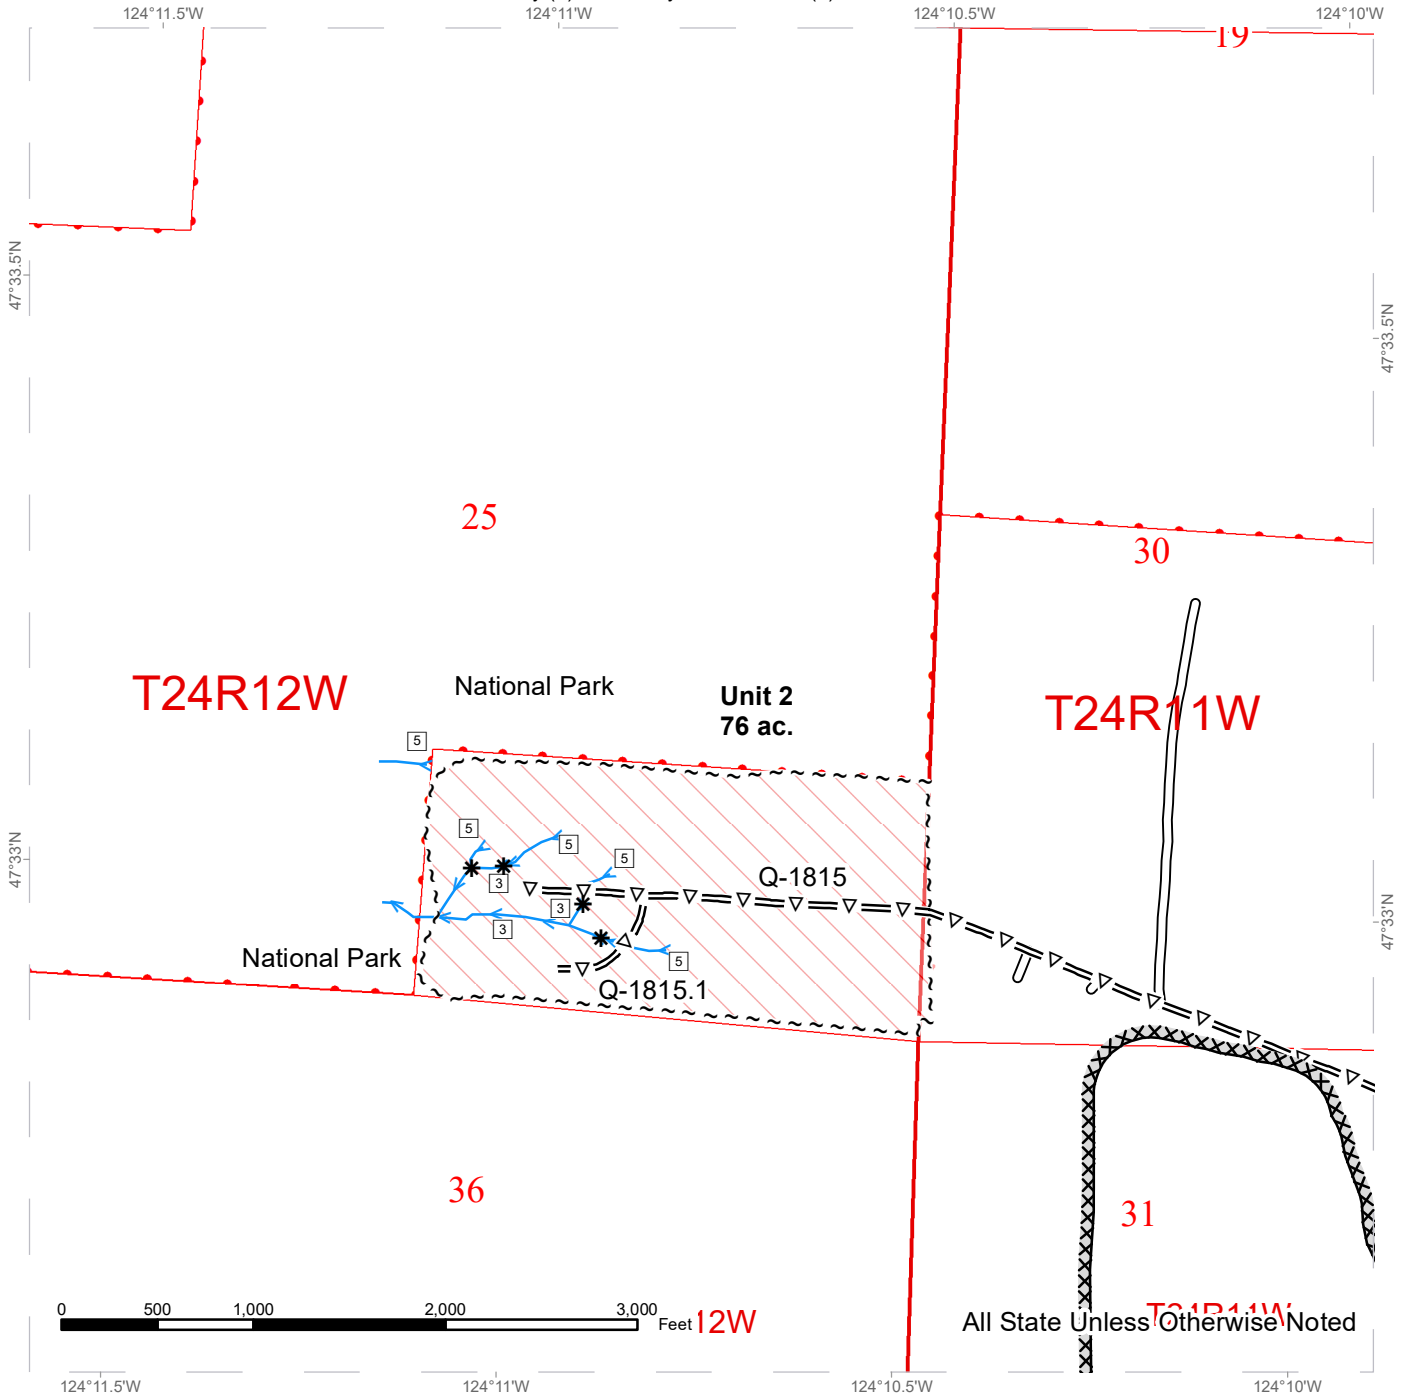 124°11.5'W
124°11'W
124°10.5'W
124°10'W
19
47°33.5'N
47°33.5'N
25
30
T24R12W
National Park
Unit 2
76 ac.
T24R11W
5
5
5
5
47°33'N
3
Q-1815
3
3
47°33'N
5
National Park
Q-1815.1
36
31
0
500
1,000
2,000
3,000
Feet
12W
T24R11W
All State Unless Otherwise Noted
124°11.5'W
124°11'W
124°10.5'W
124°10'W